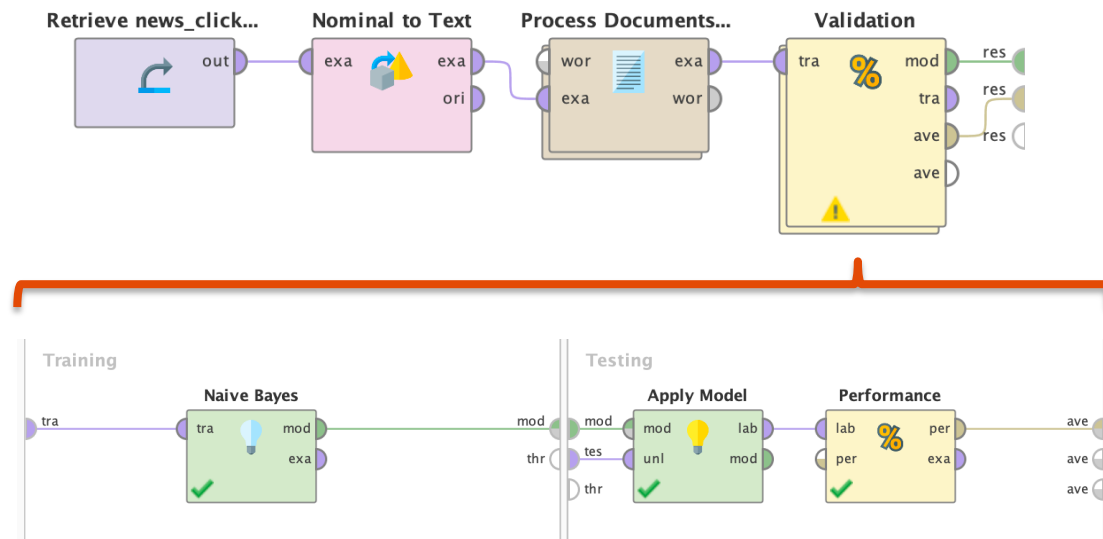 Retrieve news_click...
Nominal to Text
Process Documents...
Validation
out
exa
exa
ori
wor
exa
exa
wor
tra
%
mod
tra
ave
ave
res
res
res
!
Training
Testing
Naive Bayes
Apply Model
Performance
tra
tra
mod
exa
mod
thr
mod
tes
thr
mod
lab
unl
mod
lab
per
%
per
exa
ave
ave
ave